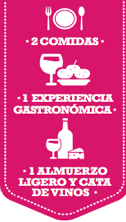 · 2 COMIDAS ·
· 1 EXPERIENCIA
GASTRONÓMICA ·
· 1 ALMUERZO
LIGERO Y CATA
DE VINOS ·